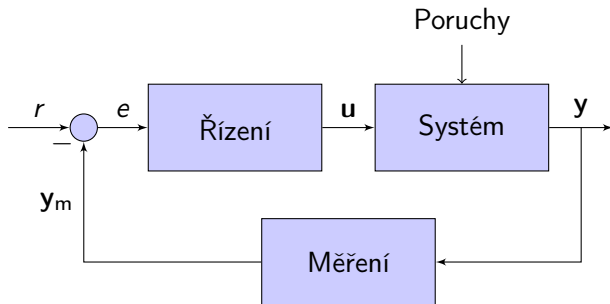 Poruchy
r
e
Řízení
u
Systém
y
−
y_m
Měření